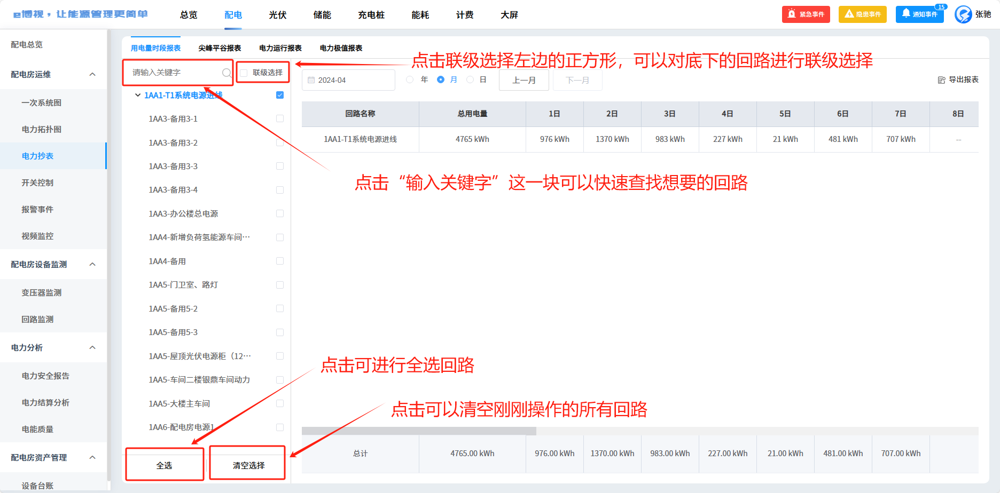 e博视，让能源管理更简单
总览
配电
光伏
储能
充电桩
能耗
计费
大屏
紧急事件
隐患事件
通知事件
15
张驰
配电总览
配电房运维
一次系统图
电力拓扑图
电力抄表
开关控制
报警事件
视频监控
配电房设备监测
变压器监测
回路监测
电力分析
电力安全报告
电力结算分析
电能质量
配电房资产管理
设备台账
用电量时段报表
尖峰平谷报表
电力运行报表
电力极值报表
请输入关键字
联级选择
点击联级选择左边的正方形，可以对底下的回路进行联级选择
1AA1-T1系统电源进线
1AA3-备用3-1
1AA3-备用3-2
1AA3-备用3-3
1AA3-备用3-4
1AA3-办公楼总电源
1AA4-新增负荷氢能源车间…
1AA4-备用
1AA5-门卫室、路灯
1AA5-备用5-2
1AA5-备用5-3
1AA5-屋顶光伏电源柜（12…
1AA5-车间二楼银鼎车间动力
1AA5-大楼主车间
1AA6-配电房电源1
全选
清空选择
2024-04
年
月
日
上一月
下一月
导出报表
回路名称
总用电量
1日
2日
3日
4日
5日
6日
7日
8日
1AA1-T1系统电源进线
4765 kWh
976 kWh
1370 kWh
983 kWh
227 kWh
21 kWh
481 kWh
707 kWh
--
点击“输入关键字”这一块可以快速查找想要的回路
点击可进行全选回路
点击可以清空刚刚操作的所有回路
总计
4765.00 kWh
976.00 kWh
1370.00 kWh
983.00 kWh
227.00 kWh
21.00 kWh
481.00 kWh
707.00 kWh